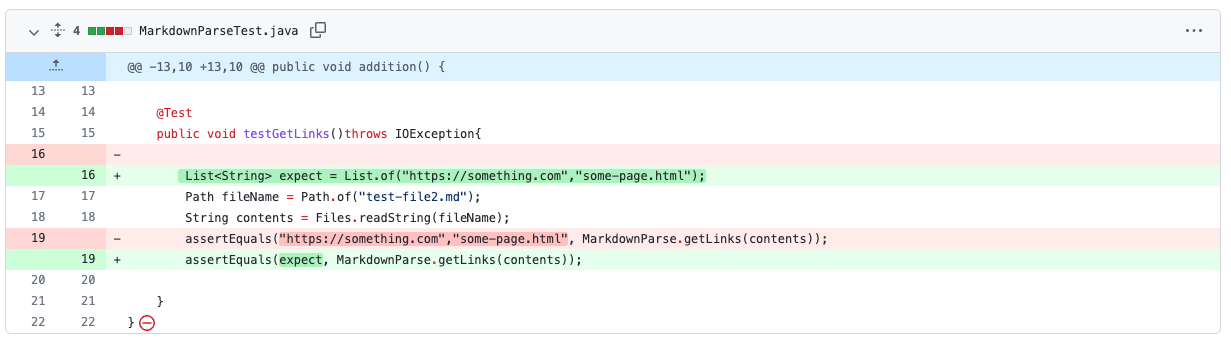 4 MarkdownParseTest.java
@@ -13,10 +13,10 @@ public void addition() {
13 13
14 14 @Test
15 15 public void testGetLinks()throws IOException{
16 -
16 + List<String> expect = List.of("https://something.com","some-page.html");
17 17 Path fileName = Path.of("test-file2.md");
18 18 String contents = Files.readString(fileName);
19 - assertEquals("https://something.com","some-page.html", MarkdownParse.getLinks(contents));
19 + assertEquals(expect, MarkdownParse.getLinks(contents));
20 20
21 21 }
22 22 }